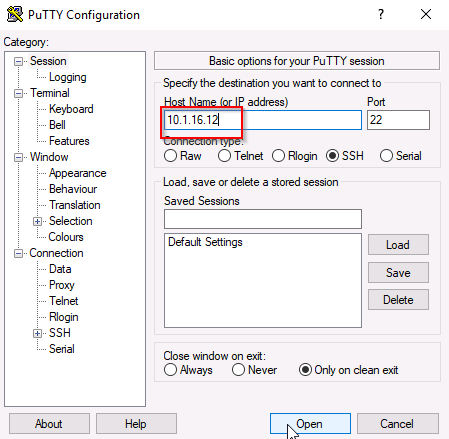 PuTTY Configuration
Category:
Session
Logging
Terminal
Keyboard
Bell
Features
Window
Appearance
Behaviour
Translation
Selection
Colours
Connection
Data
Proxy
Telnet
Rlogin
SSH
Serial
Basic options for your PuTTY session
Specify the destination you want to connect to
Host Name (or IP address) Port
10.1.16.12 22
Connection type:
Raw Telnet Rlogin SSH Serial
Load, save or delete a stored session
Saved Sessions
Default Settings
Load
Save
Delete
Close window on exit:
Always Never Only on clean exit
About Help Open Cancel